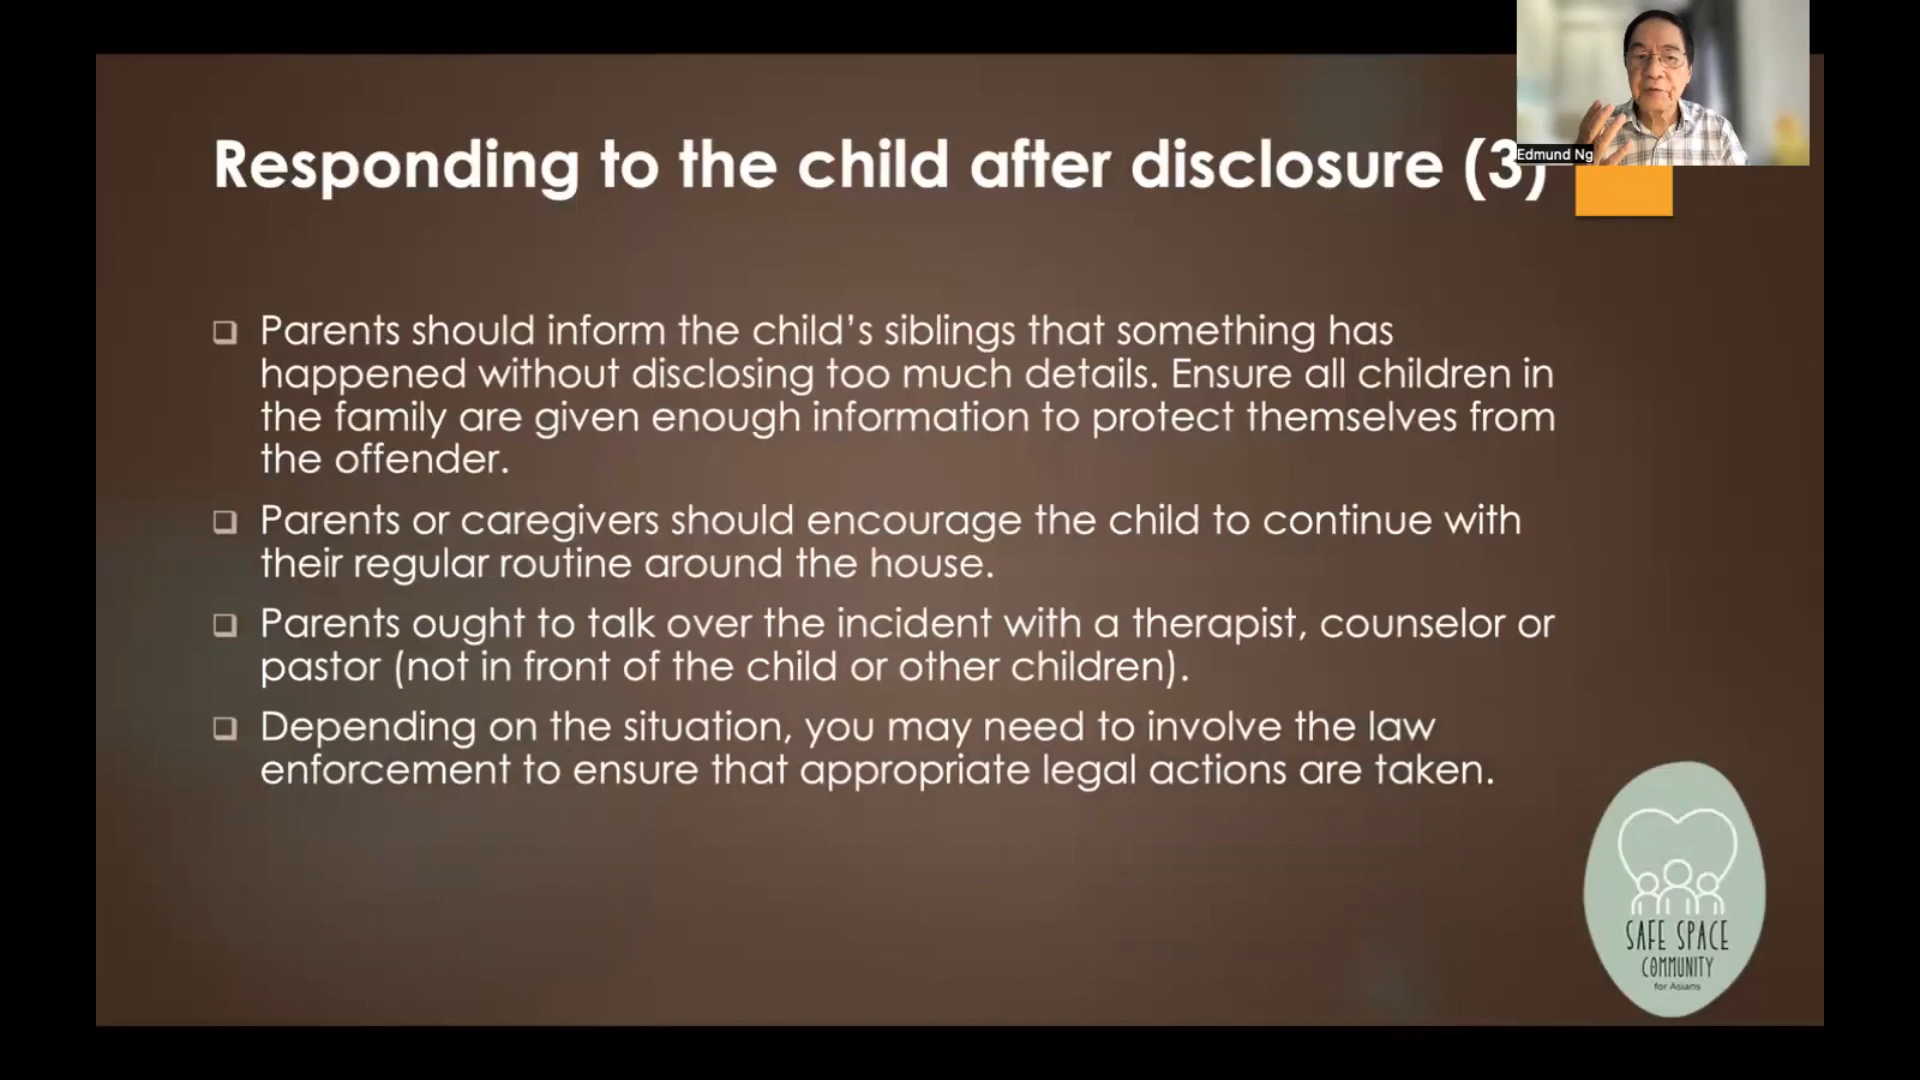 Edmund Ng
Responding to the child after disclosure (3)
Parents should inform the child's siblings that something has
happened without disclosing too much details. Ensure all children in
the family are given enough information to protect themselves from
the offender.
Parents or caregivers should encourage the child to continue with
their regular routine around the house.
Parents ought to talk over the incident with a therapist, counselor or
pastor (not in front of the child or other children).
Depending on the situation, you may need to involve the law
enforcement to ensure that appropriate legal actions are taken.
SAFE SPACE
COMMUNITY
for Asians